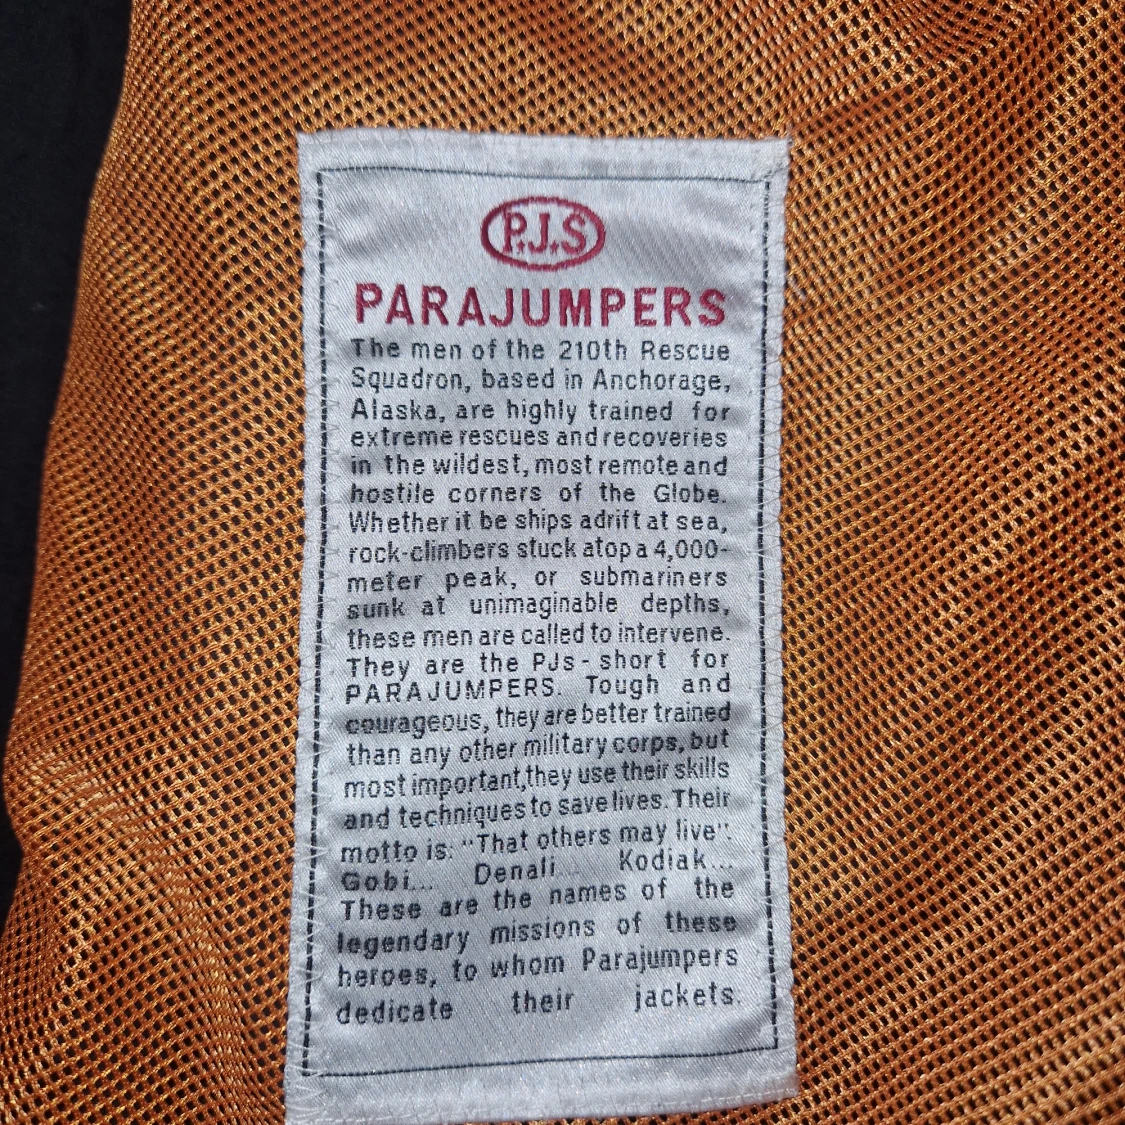 P.J.S
PARAJUMPERS
The men of the 210th Rescue
Squadron, based in Anchorage,
Alaska, are highly trained for
extreme rescues and recoveries
in the wildest, most remote and
hostile corners of the Globe.
Whether it be ships adrift at sea,
rock-climbers stuck atop a 4,000-
meter peak, or submariners
sunk at unimaginable depths,
these men are called to intervene.
They are the PJs - short for
PARAJUMPERS. Tough and
courageous, they are better trained
than any other military corps, but
most important, they use their skills
and techniques to save lives. Their
motto is: "That others may live".
Gobi... Denali... Kodiak...
These are the names of the
legendary missions of these
heroes, to whom Parajumpers
dedicate their jackets.